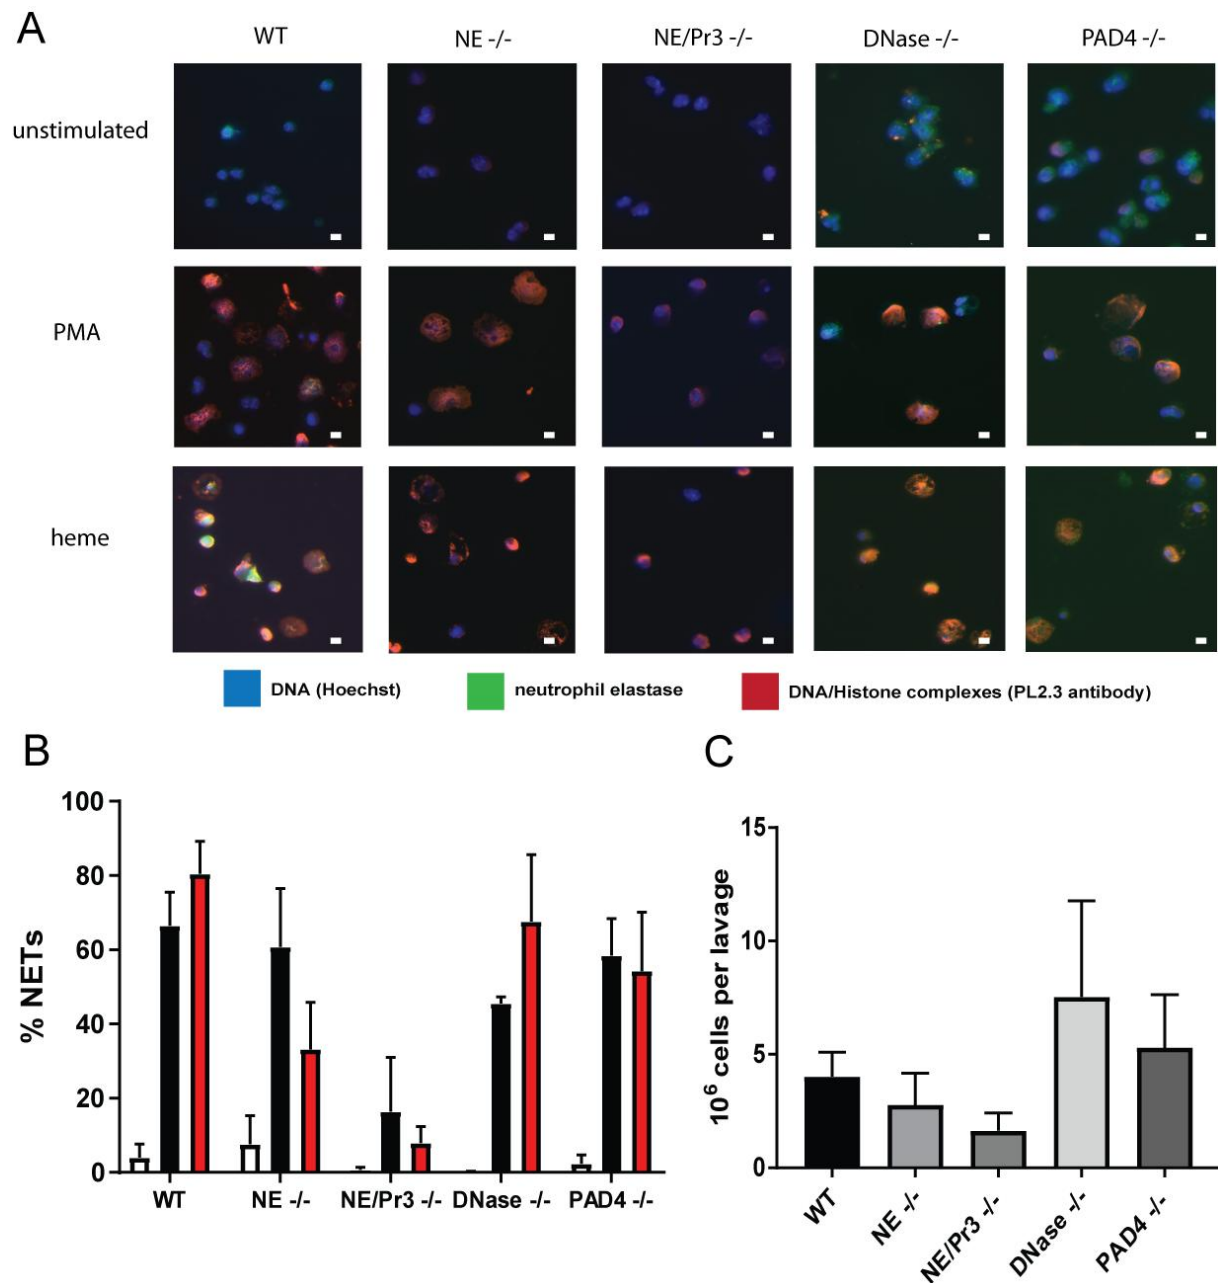 A
WT NE -/- NE/Pr3 -/- DNase -/- PAD4 -/-
unstimulated
PMA
heme
DNA (Hoechst) neutrophil elastase DNA/Histone complexes (PL2.3 antibody)
B
% NETs
100
80
60
40
20
0
WT NE -/- NE/Pr3 -/- DNase -/- PAD4 -/-
C
10⁶ cells per lavage
15
10
5
0
WT NE -/- NE/Pr3 -/- DNase -/- PAD4 -/-